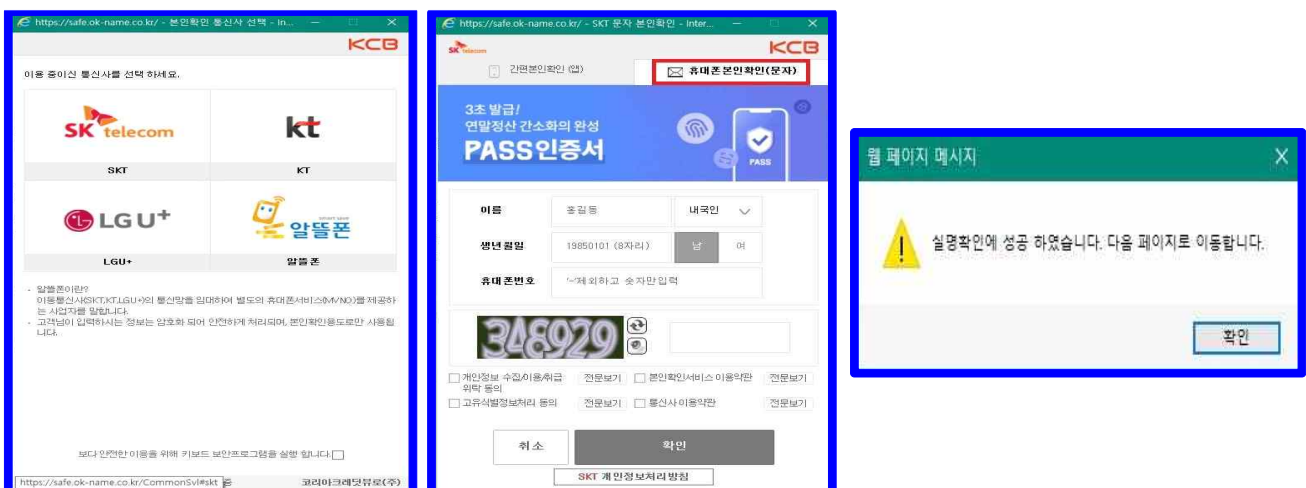 https://safe.ok-name.co.kr/ - 본인확인 통신사 선택 - In...
KCB
이용 중이신 통신사를 선택 하세요.
SK telecom
kt
SKT
KT
LG U+
알뜰폰
LGU+
알뜰폰
- 알뜰폰이란?
이동통신사(SKT,KT,LGU+)의 통신망을 임대하여 별도의 휴대폰서비스(MVNO)를 제공하
는 사업자를 말합니다.
- 고객님이 입력하시는 정보는 암호화 되어 안전하게 처리되며, 본인확인용도로만 사용됩
니다.
보다 안전한 이용을 위해 키보드 보안프로그램을 실행 합니다.
https://safe.ok-name.co.kr/CommonSvl#skt
코리아크레딧뷰로(주)
https://safe.ok-name.co.kr/ - SKT 문자 본인확인 - Inter...
SK telecom
KCB
간편본인확인 (앱)
휴대폰본인확인(문자)
3초 발급!
연말정산 간소화의 완성
PASS인증서
PASS
이름
홍길동
내국인
생년월일
19850101 (8자리)
남
여
휴대폰번호
'-'제외하고 숫자만입력
348929
개인정보 수집/이용/취급
위탁 동의
전문보기
본인확인서비스 이용약관
전문보기
고유식별정보처리 동의
전문보기
통신사 이용약관
전문보기
취소
확인
SKT 개인정보처리방침
웹 페이지 메시지
실명확인에 성공 하였습니다. 다음 페이지로 이동합니다.
확인